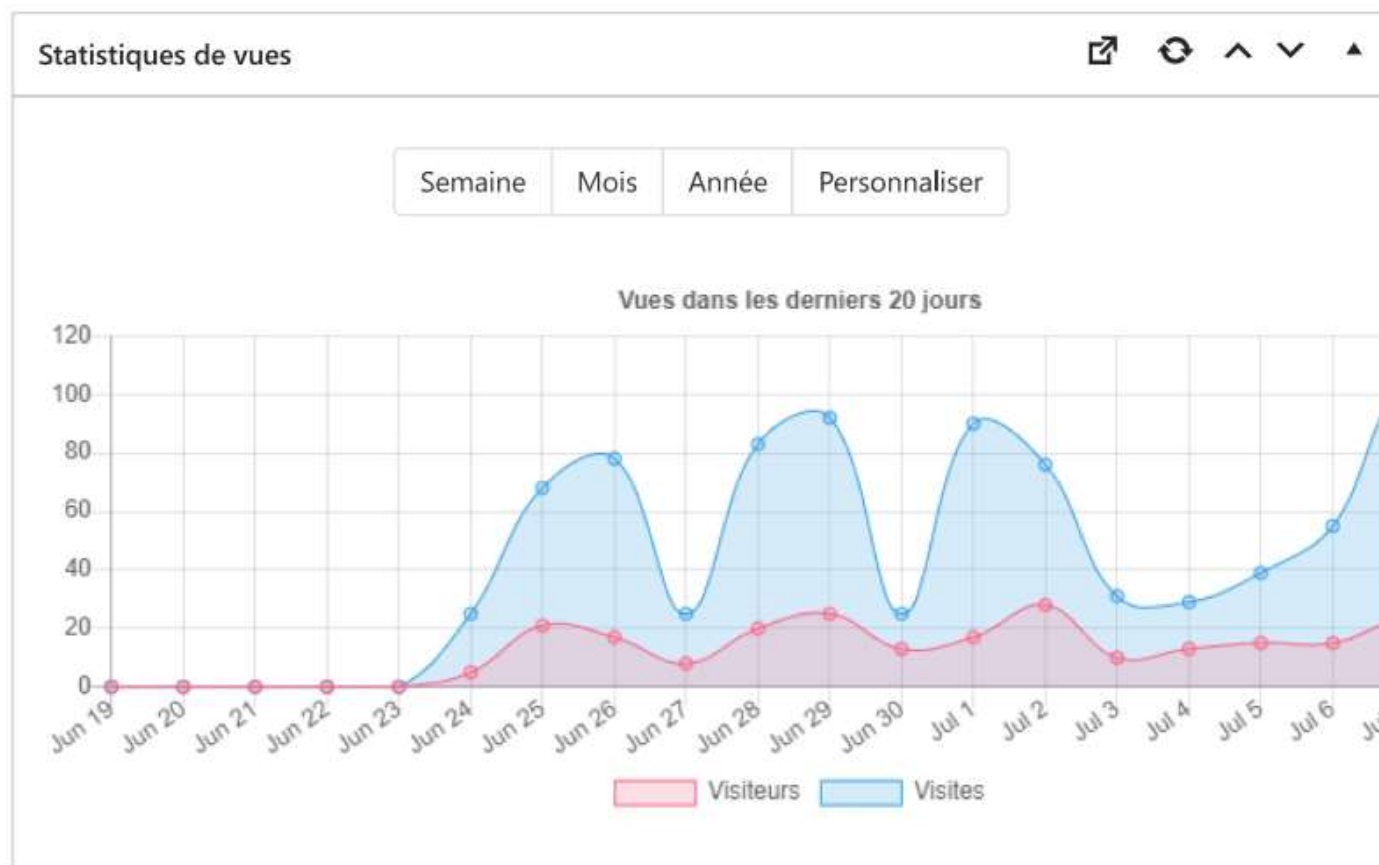 Statistiques de vues
Semaine Mois Année Personnaliser
Vues dans les derniers 20 jours
120
100
80
60
40
20
0
Jun 19 Jun 20 Jun 21 Jun 22 Jun 23 Jun 24 Jun 25 Jun 26 Jun 27 Jun 28 Jun 29 Jun 30 Jul 1 Jul 2 Jul 3 Jul 4 Jul 5 Jul 6
Visiteurs Visites